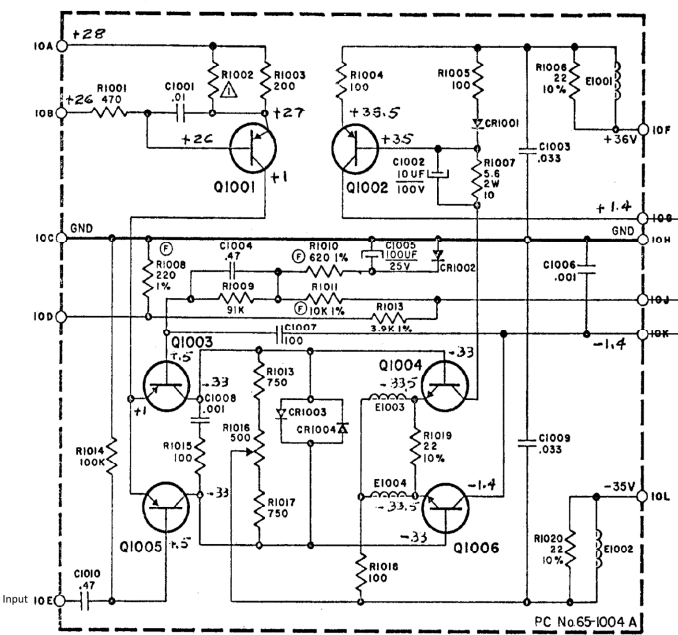 10A +28
R1002 1
R1003 200
R1004 100
R1005 100
R1006 22 10%
E1001
10B +26
R1001 470
C1001 .01
+27
+26
Q1001
+1
+35.5
+35
Q1002
CR1001
C1002 10UF 100V
R1007 5.6 2W 10
C1003 .033
+36V
10F
+1.4
10G
10C GND
GND 10H
F
R1008 220 1%
C1004 .47
F R1010 620 1%
C1005 100UF 25V
CR1002
C1006 .001
R1009 91K
R1011
F 10K 1%
R1013
3.9K 1%
10J
10D
C1007 100
10K
-1.4
Q1003
+.5
-33
+1
C1008 .001
R1013 750
CR1003
CR1004
Q1004
-33
-33.5
E1003
R1014 100K
R1015 100
R1016 500
R1019 22 10%
C1009 .033
E1004
-1.4
-35V
10L
-33
-33.5
R1017 750
-33
Q1005
+.5
Q1006
R1018 100
R1020 22 10%
E1002
C1010 .47
Input 10E
PC No.65-1004 A